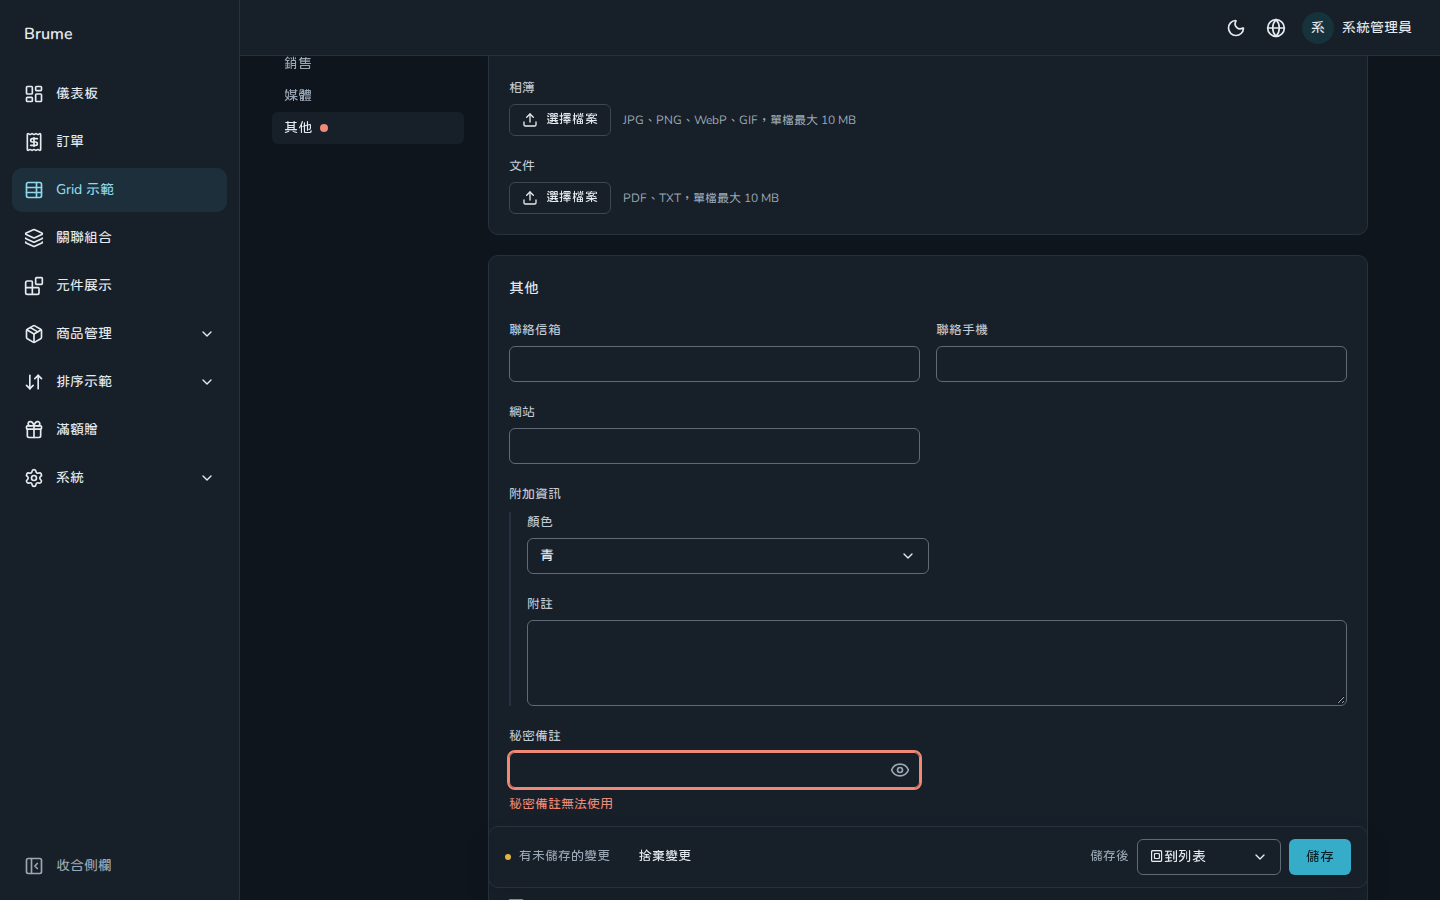 Brume
系
系統管理員
儀表板
訂單
Grid 示範
關聯組合
元件展示
商品管理
排序示範
滿額贈
系統
收合側欄
銷售
媒體
其他
相簿
選擇檔案
JPG、PNG、WebP、GIF，單檔最大 10 MB
文件
選擇檔案
PDF、TXT，單檔最大 10 MB
其他
聯絡信箱
聯絡手機
網站
附加資訊
顏色
青
附註
秘密備註
秘密備註無法使用
有未儲存的變更
捨棄變更
儲存後
回到列表
儲存